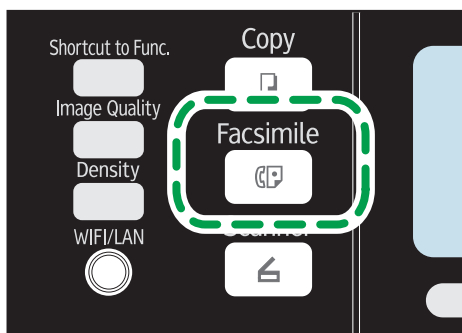 Shortcut to Func.
Copy
Image Quality
Facsimile
Density
WIFI/LAN